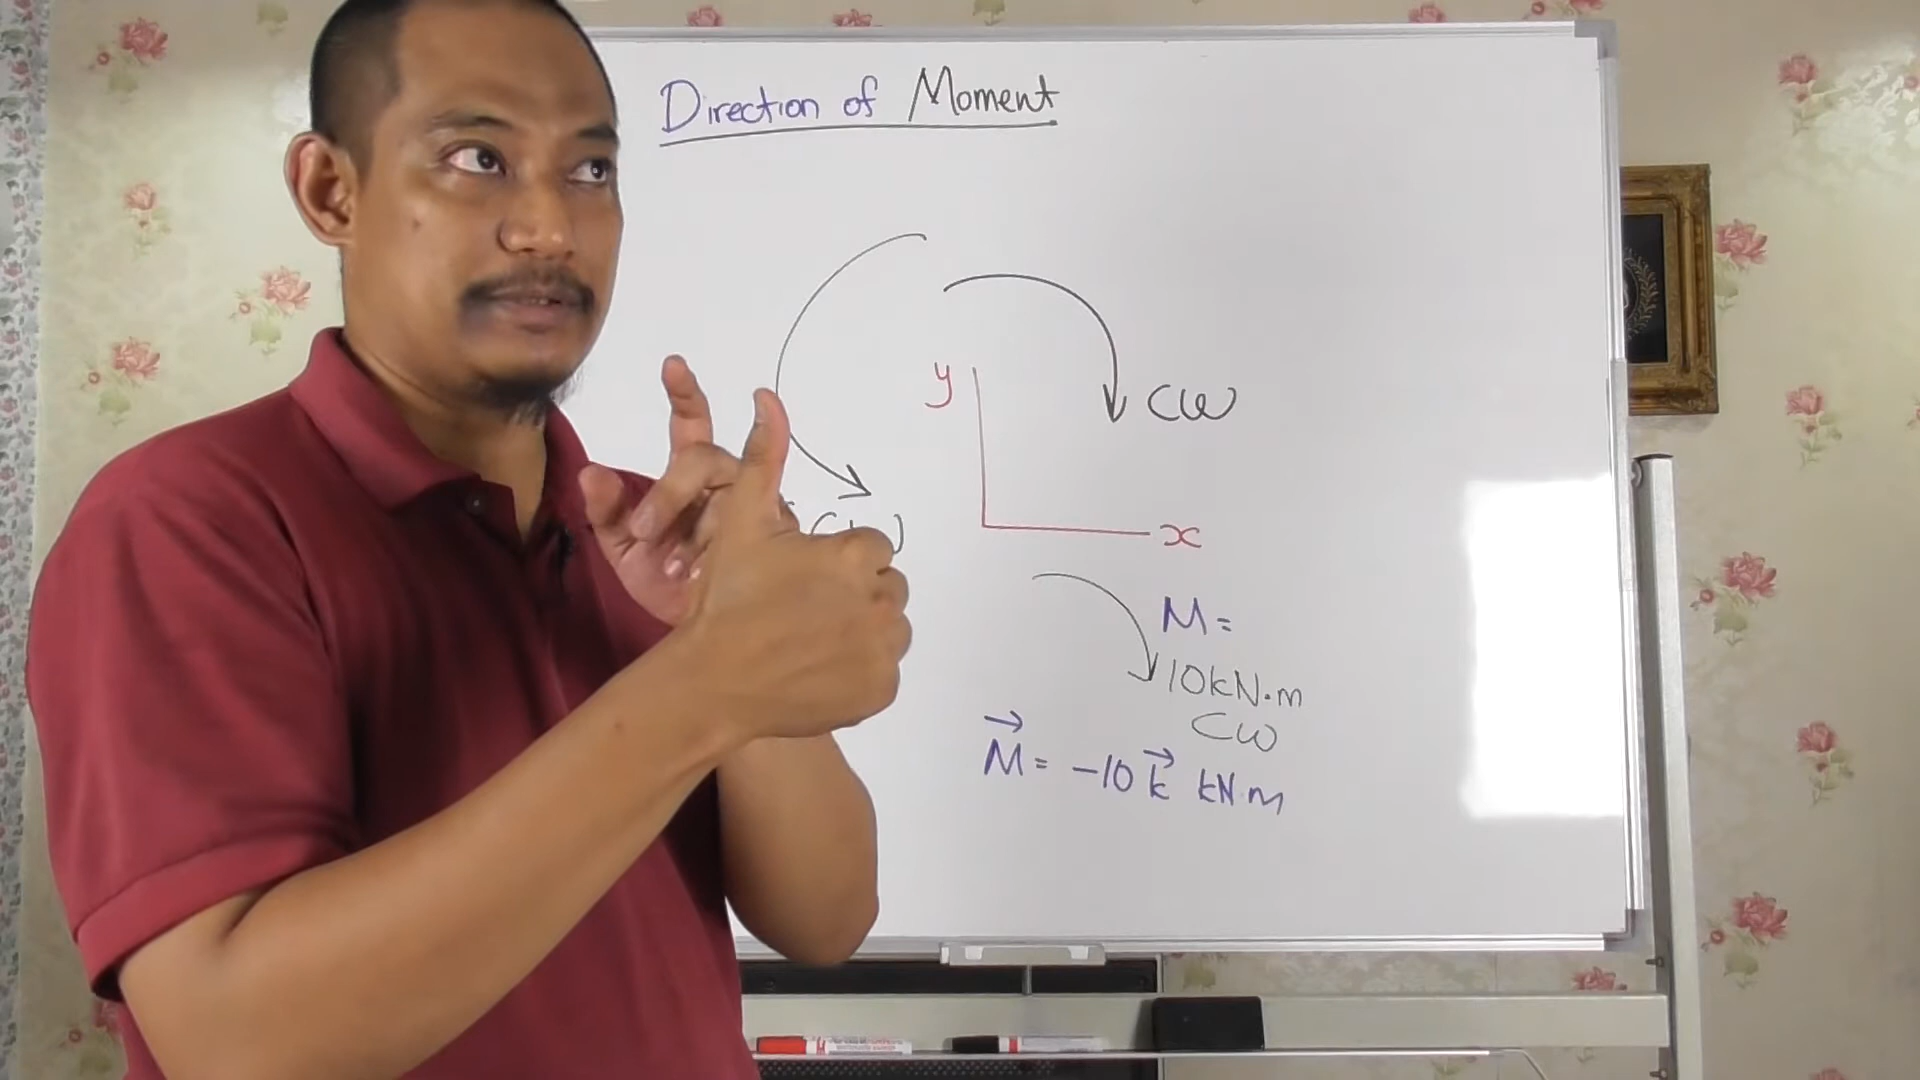 Direction of Moment
CW
y
x
M =
10kN·m
CW
M⃗ = -10 k⃗ kN·m